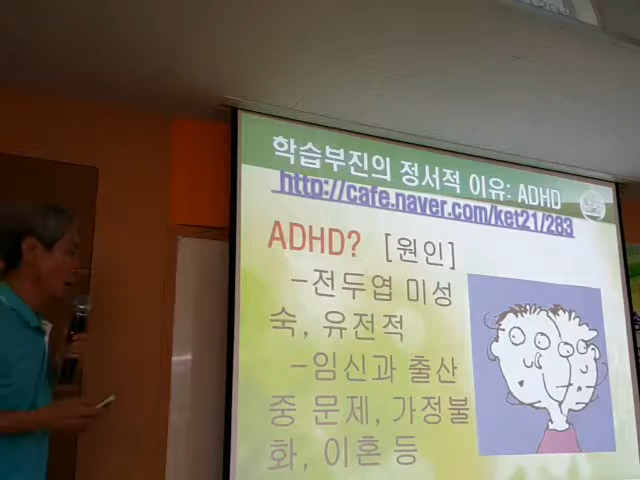 학습부진의 정서적 이유: ADHD
http://cafe.naver.com/ket21/283
ADHD? [원인]
-전두엽 미성
숙, 유전적
-임신과 출산
중 문제, 가정불
화, 이혼 등